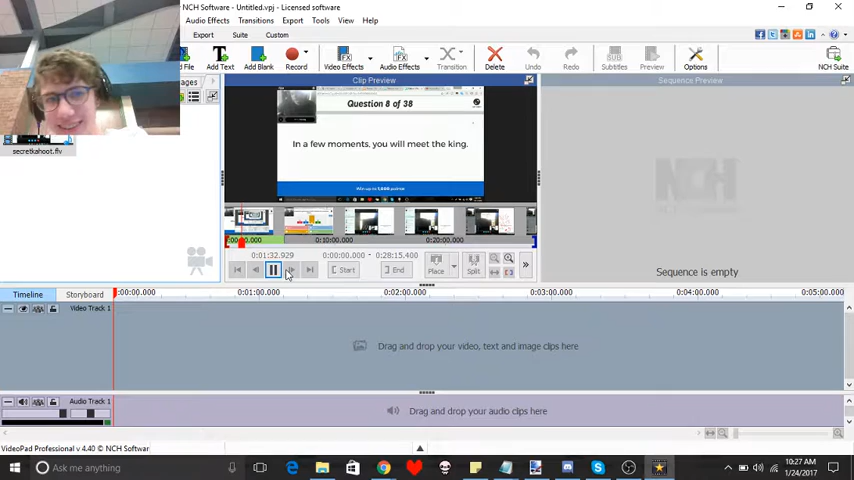 NCH Software - Untitled.vpj - Licensed software
Audio Effects Transitions Export Tools View Help
Export Suite Custom
d File Add Text Add Blank Record Video Effects Audio Effects Transition Delete Undo Redo Subtitles Preview Options NCH Suite
ages
Clip Preview
Sequence Preview
Question 8 of 38
In a few moments, you will meet the king.
secretkahoot.flv
NCH
0:10:00.000 0:20:00.000
0:01:32.929 0:00:00.000 - 0:28:15.400
Start End Place Split
Sequence is empty
Timeline Storyboard
0:00:00.000 0:01:00.000 0:02:00.000 0:03:00.000 0:04:00.000 0:05:00.000
Video Track 1
Drag and drop your video, text and image clips here
Audio Track 1
Drag and drop your audio clips here
VideoPad Professional v 4.40 © NCH Softwar
Ask me anything
10:27 AM
1/24/2017